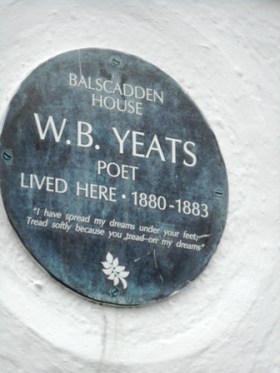 BALSCADDEN
HOUSE
W.B. YEATS
POET
LIVED HERE • 1880-1883
"I have spread my dreams under your feet;
Tread softly because you tread on my dreams"